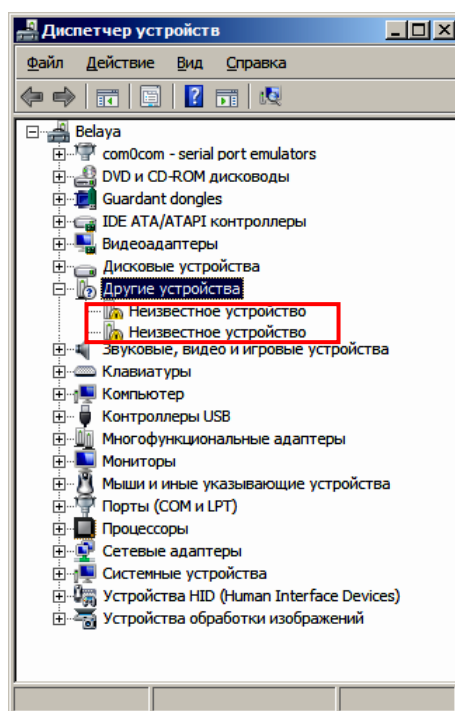 Диспетчер устройств
Файл Действие Вид Справка
Belaya
com0com - serial port emulators
DVD и CD-ROM дисководы
Guardant dongles
IDE ATA/ATAPI контроллеры
Видеоадаптеры
Дисковые устройства
Другие устройства
Неизвестное устройство
Неизвестное устройство
Звуковые, видео и игровые устройства
Клавиатуры
Компьютер
Контроллеры USB
Многофункциональные адаптеры
Мониторы
Мыши и иные указывающие устройства
Порты (COM и LPT)
Процессоры
Сетевые адаптеры
Системные устройства
Устройства HID (Human Interface Devices)
Устройства обработки изображений